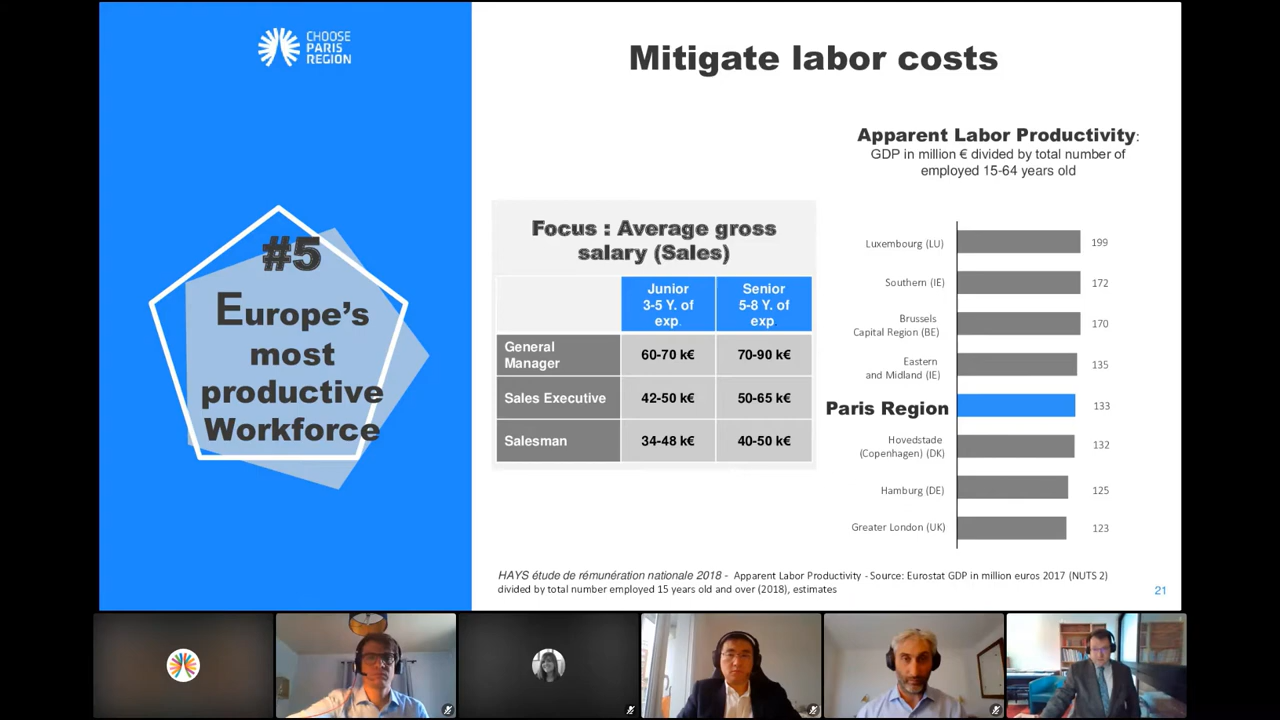 CHOOSE
PARIS
REGION
Mitigate labor costs
#5
Europe’s
most
productive
Workforce
Focus : Average gross
salary (Sales)
Junior
3-5 Y. of
exp.
Senior
5-8 Y. of
exp.
General
Manager
60-70 k€
70-90 k€
Sales Executive
42-50 k€
50-65 k€
Salesman
34-48 k€
40-50 k€
Apparent Labor Productivity:
GDP in million € divided by total number of
employed 15-64 years old
Luxembourg (LU)
199
Southern (IE)
172
Brussels
Capital Region (BE)
170
Eastern
and Midland (IE)
135
Paris Region
133
Hovedstade
(Copenhagen) (DK)
132
Hamburg (DE)
125
Greater London (UK)
123
HAYS étude de rémunération nationale 2018 - Apparent Labor Productivity - Source: Eurostat GDP in million euros 2017 (NUTS 2)
divided by total number employed 15 years old and over (2018), estimates
21